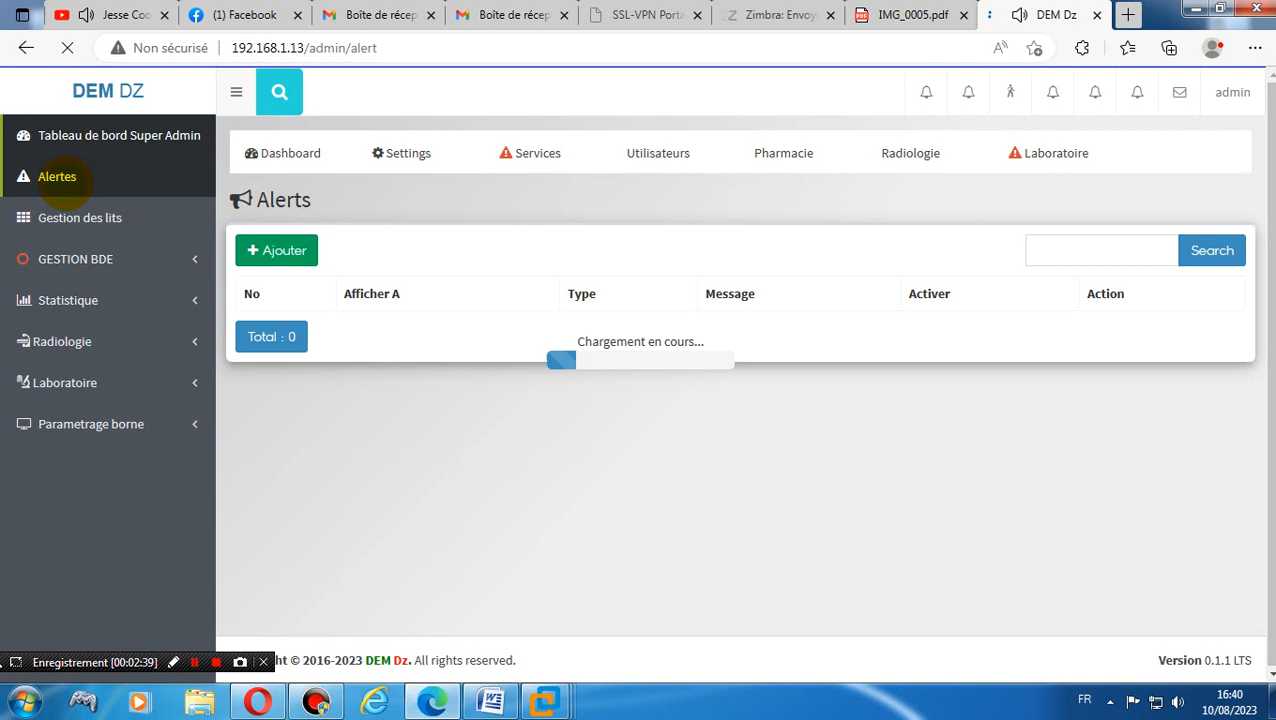 Jesse Coo
(1) Facebook
Boîte de récep
Boîte de récep
SSL-VPN Porta
Zimbra: Envoy
IMG_0005.pdf
DEM Dz
Non sécurisé
192.168.1.13/admin/alert
DEM DZ
admin
Tableau de bord Super Admin
Alertes
Gestion des lits
GESTION BDE
Statistique
Radiologie
Laboratoire
Parametrage borne
Dashboard Settings Services Utilisateurs Pharmacie Radiologie Laboratoire
Alerts
+ Ajouter
Search
No Afficher A Type Message Activer Action
Total : 0
Chargement en cours...
Enregistrement [00:02:39]
ht © 2016-2023 DEM Dz. All rights reserved.
Version 0.1.1 LTS
FR
16:40
10/08/2023